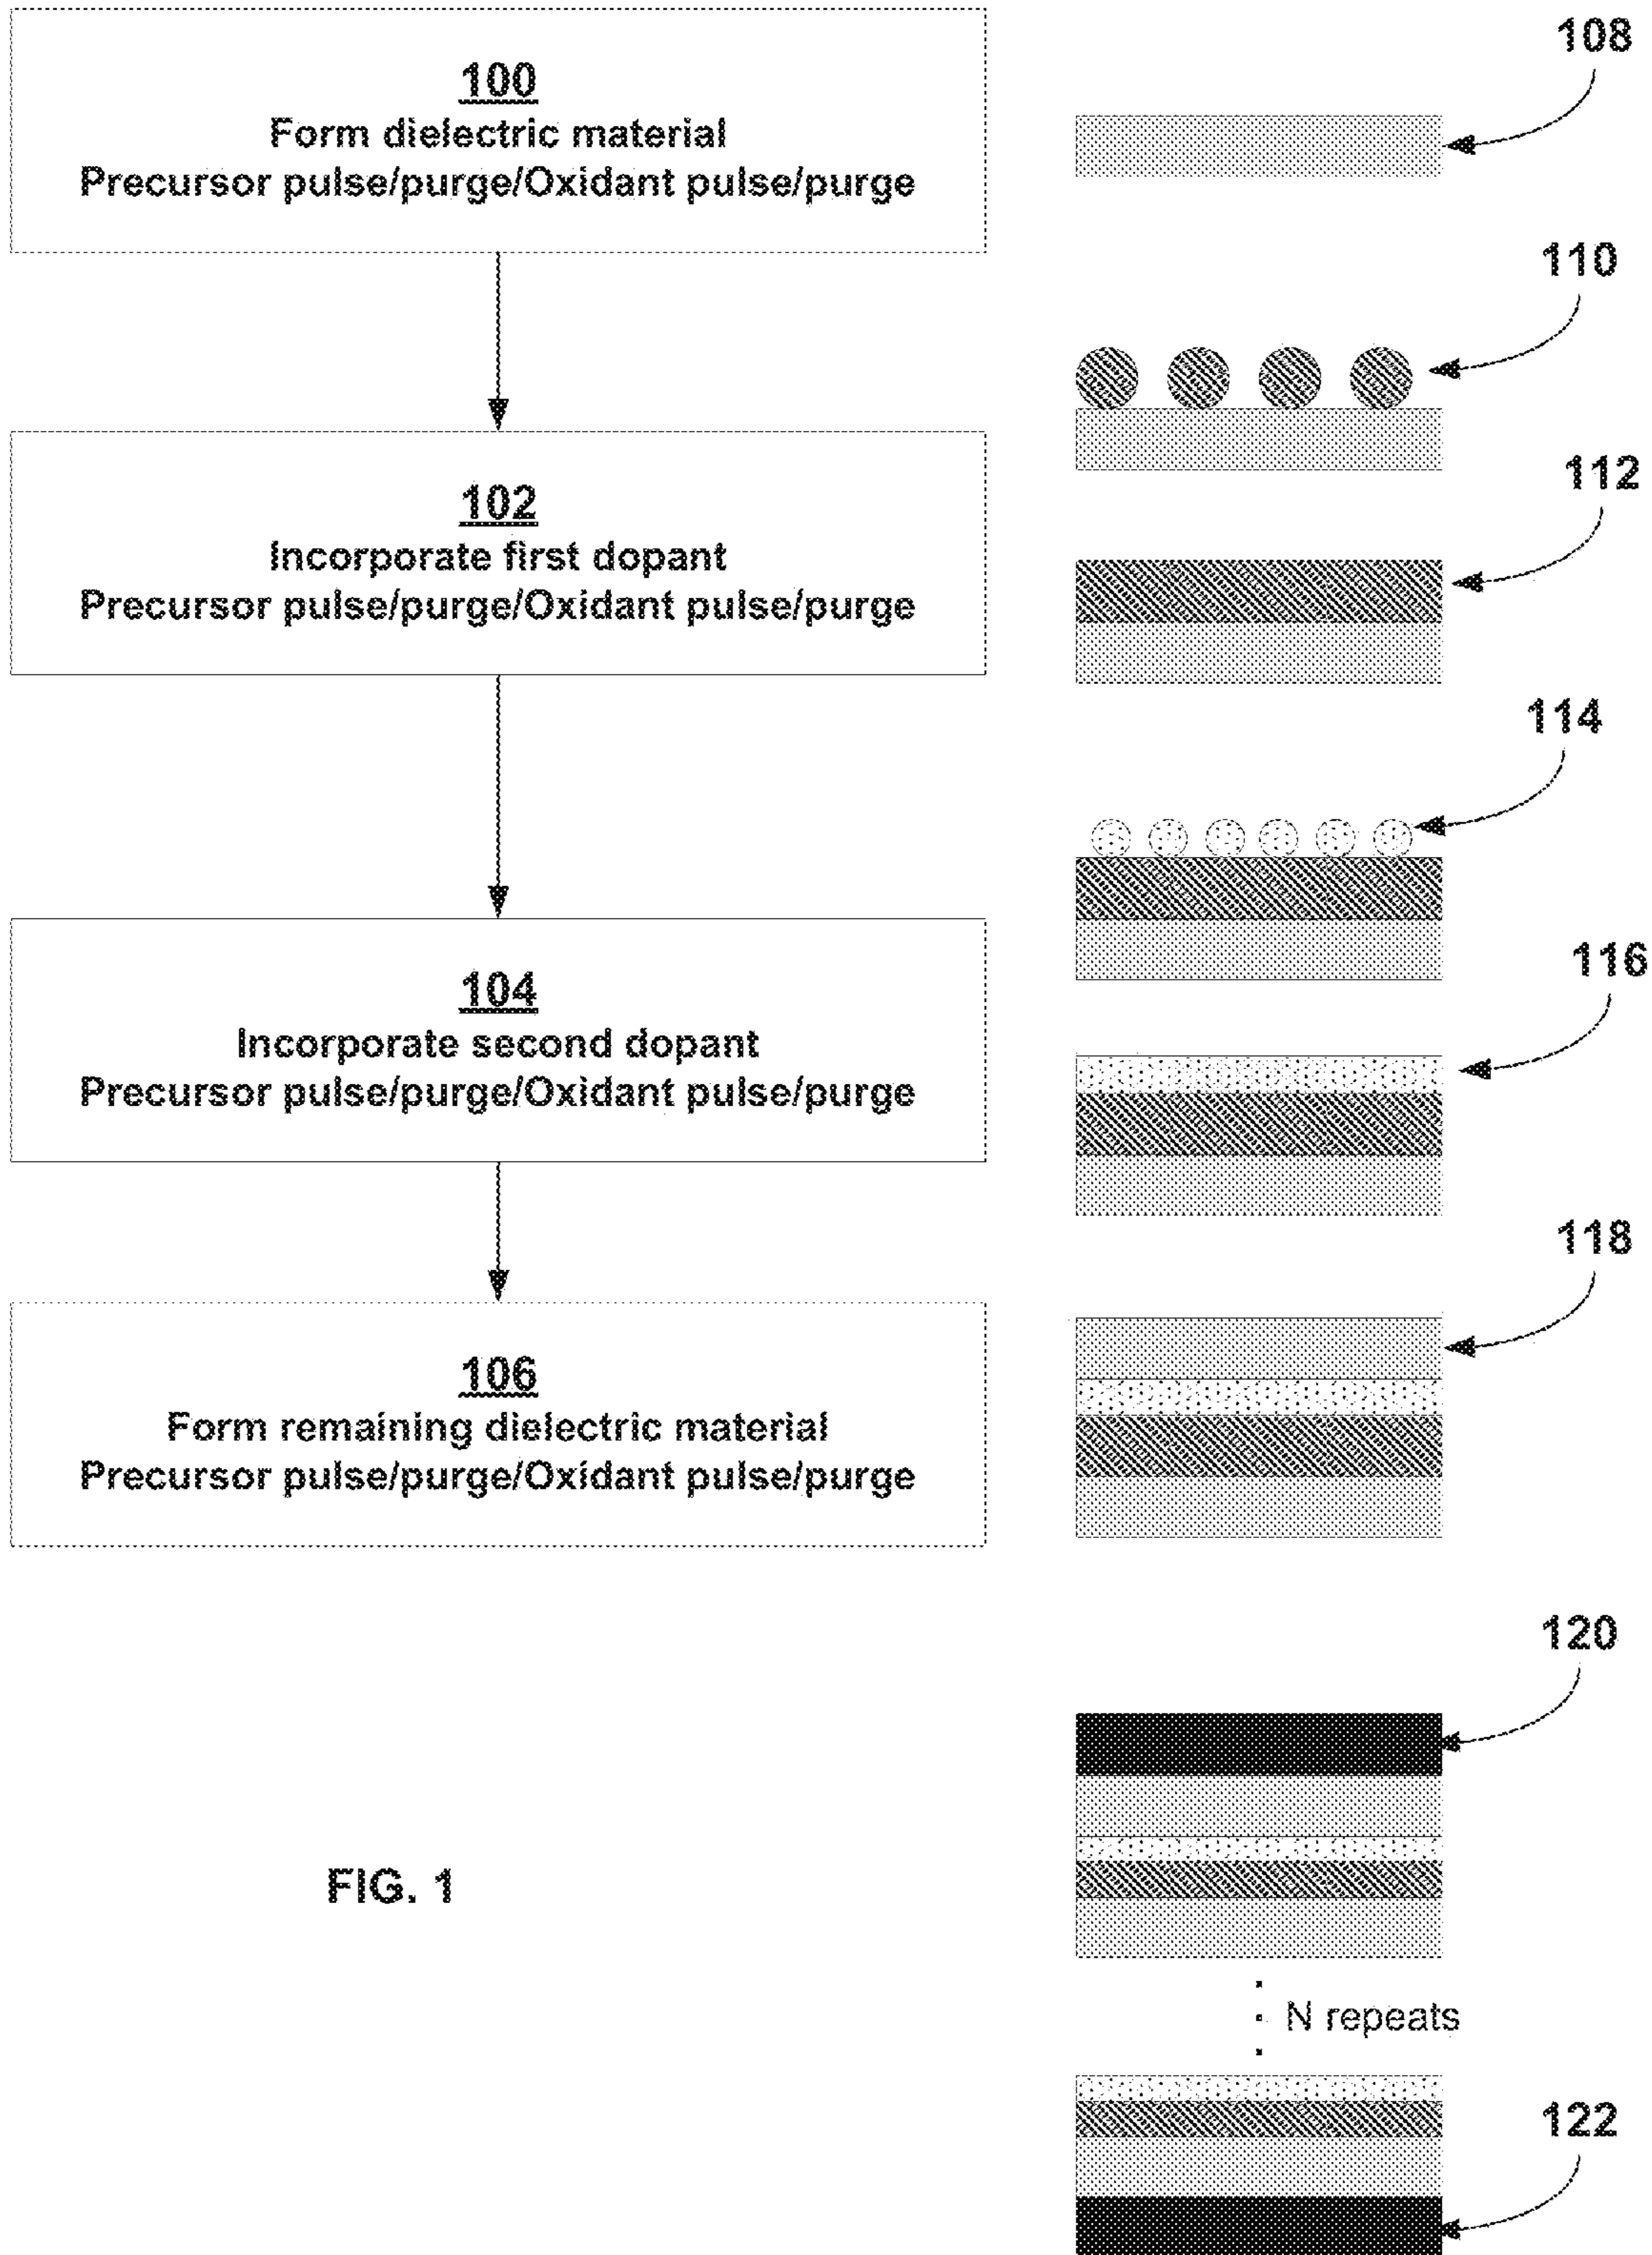 108
100
Form dielectric material
Precursor pulse/purge/Oxidant pulse/purge
110
112
102
Incorporate first dopant
Precursor pulse/purge/Oxidant pulse/purge
114
116
104
Incorporate second dopant
Precursor pulse/purge/Oxidant pulse/purge
118
106
Form remaining dielectric material
Precursor pulse/purge/Oxidant pulse/purge
120
FIG. 1
N repeats
122